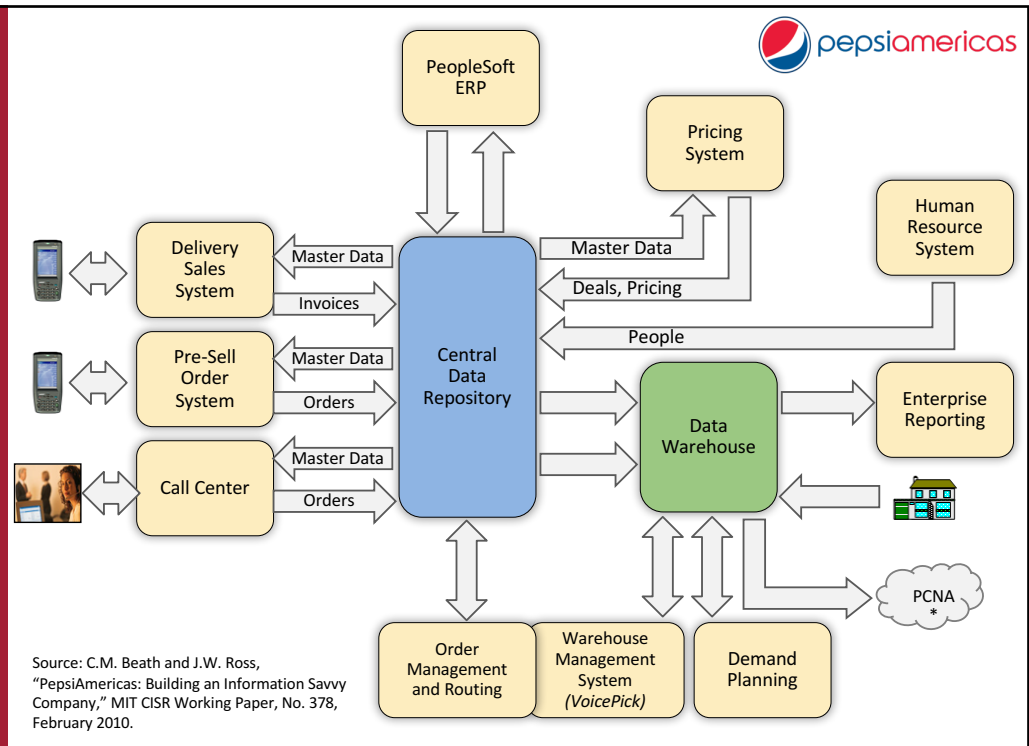 pepsiamericas
PeopleSoft
ERP
Pricing
System
Human
Resource
System
Delivery
Sales
System
Master Data
Invoices
Master Data
Deals, Pricing
People
Pre-Sell
Order
System
Master Data
Orders
Central
Data
Repository
Data
Warehouse
Enterprise
Reporting
Call Center
Master Data
Orders
PCNA
*
Order
Management
and Routing
Warehouse
Management
System
(VoicePick)
Demand
Planning
Source: C.M. Beath and J.W. Ross,
“PepsiAmericas: Building an Information Savvy
Company,” MIT CISR Working Paper, No. 378,
February 2010.